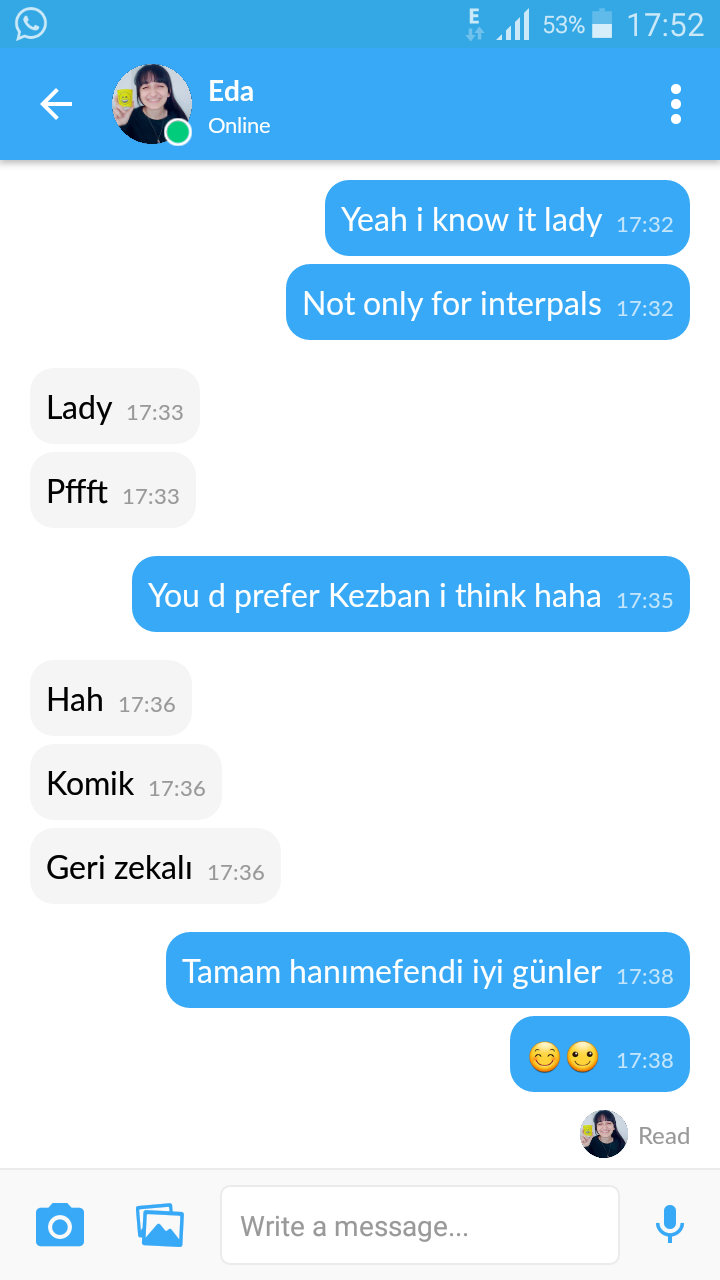 E 53% 17:52
Eda
Online
Yeah i know it lady 17:32
Not only for interpals 17:32
Lady 17:33
Pffft 17:33
You d prefer Kezban i think haha 17:35
Hah 17:36
Komik 17:36
Geri zekalı 17:36
Tamam hanımefendi iyi günler 17:38
😊🙂 17:38
Read
Write a message...